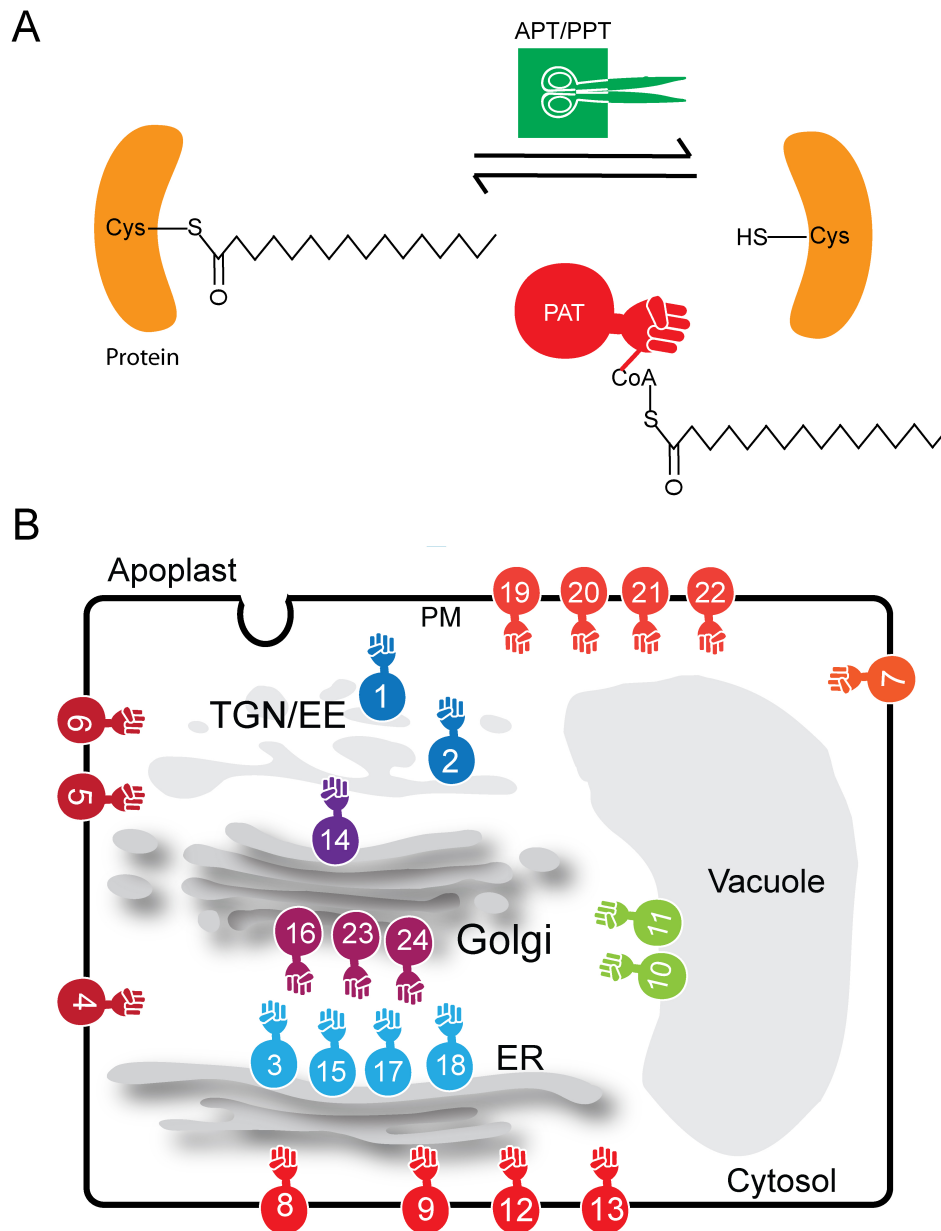 A
APT/PPT
Cys
S
O
Protein
HS
Cys
PAT
CoA
S
O
B
Apoplast
PM
19
20
21
22
7
1
TGN/EE
2
6
5
14
Vacuole
16
23
24
Golgi
11
10
4
3
15
17
18
ER
8
9
12
13
Cytosol